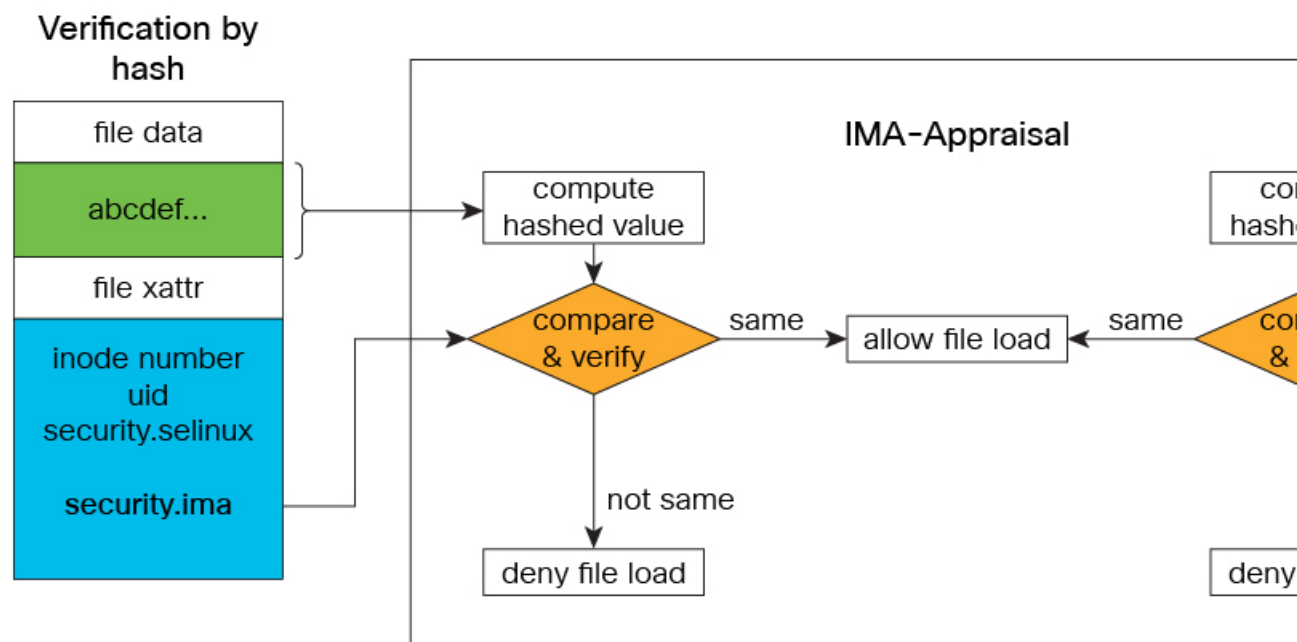 Verification by
hash
file data
abcdef...
file xattr
inode number
uid
security.selinux
security.ima
IMA-Appraisal
compute
hashed value
compare
& verify
same
allow file load
same
not same
deny file load
&
deny